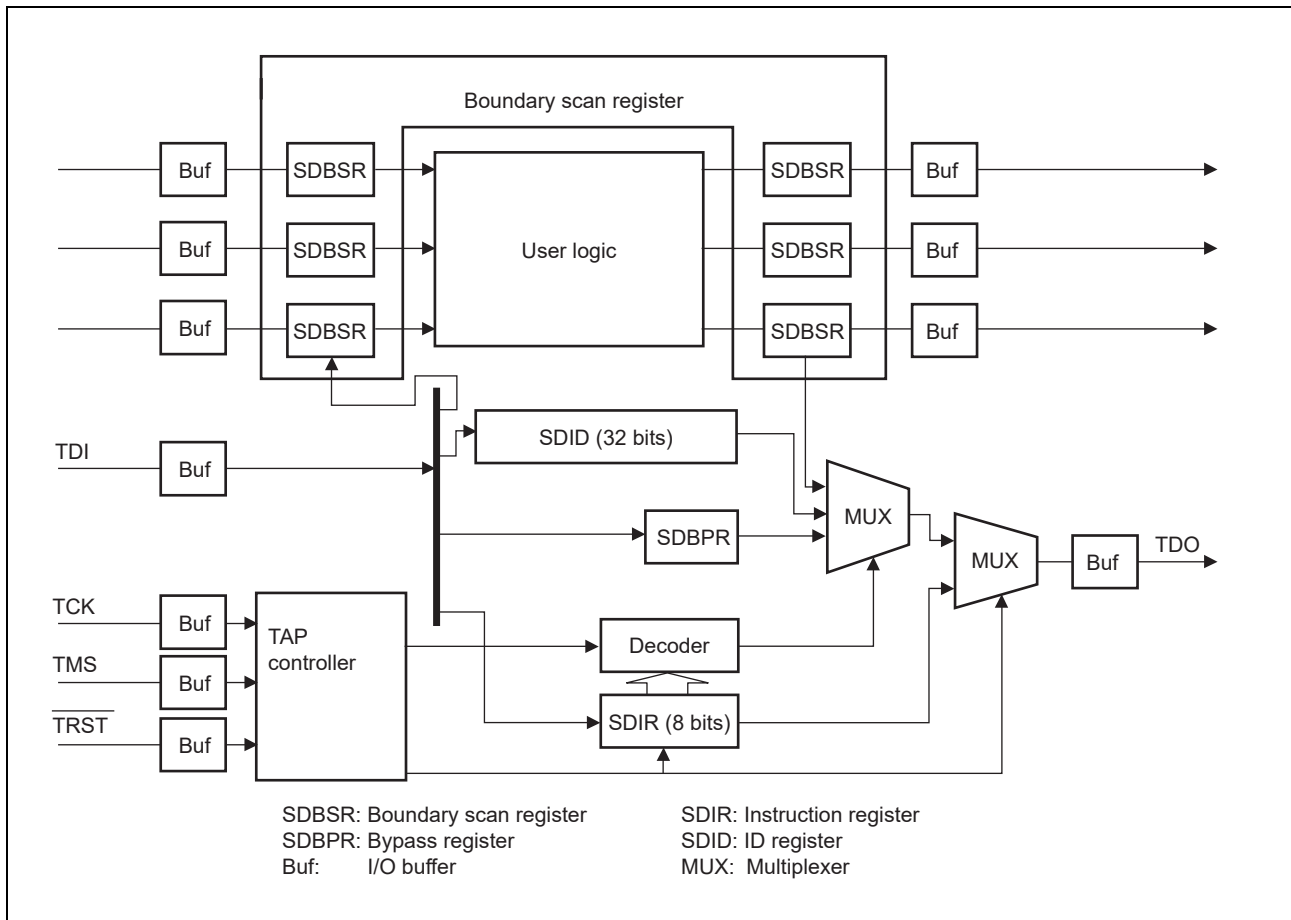 Boundary scan register
Buf SDBSR SDBSR Buf
Buf SDBSR User logic SDBSR Buf
Buf SDBSR SDBSR Buf
TDI Buf SDID (32 bits)
MUX
SDBPR MUX Buf TDO
TCK Buf
TAP
controller
Decoder
TMS Buf
TRST Buf SDIR (8 bits)
SDBSR: Boundary scan register SDIR: Instruction register
SDBPR: Bypass register SDID: ID register
Buf: I/O buffer MUX: Multiplexer